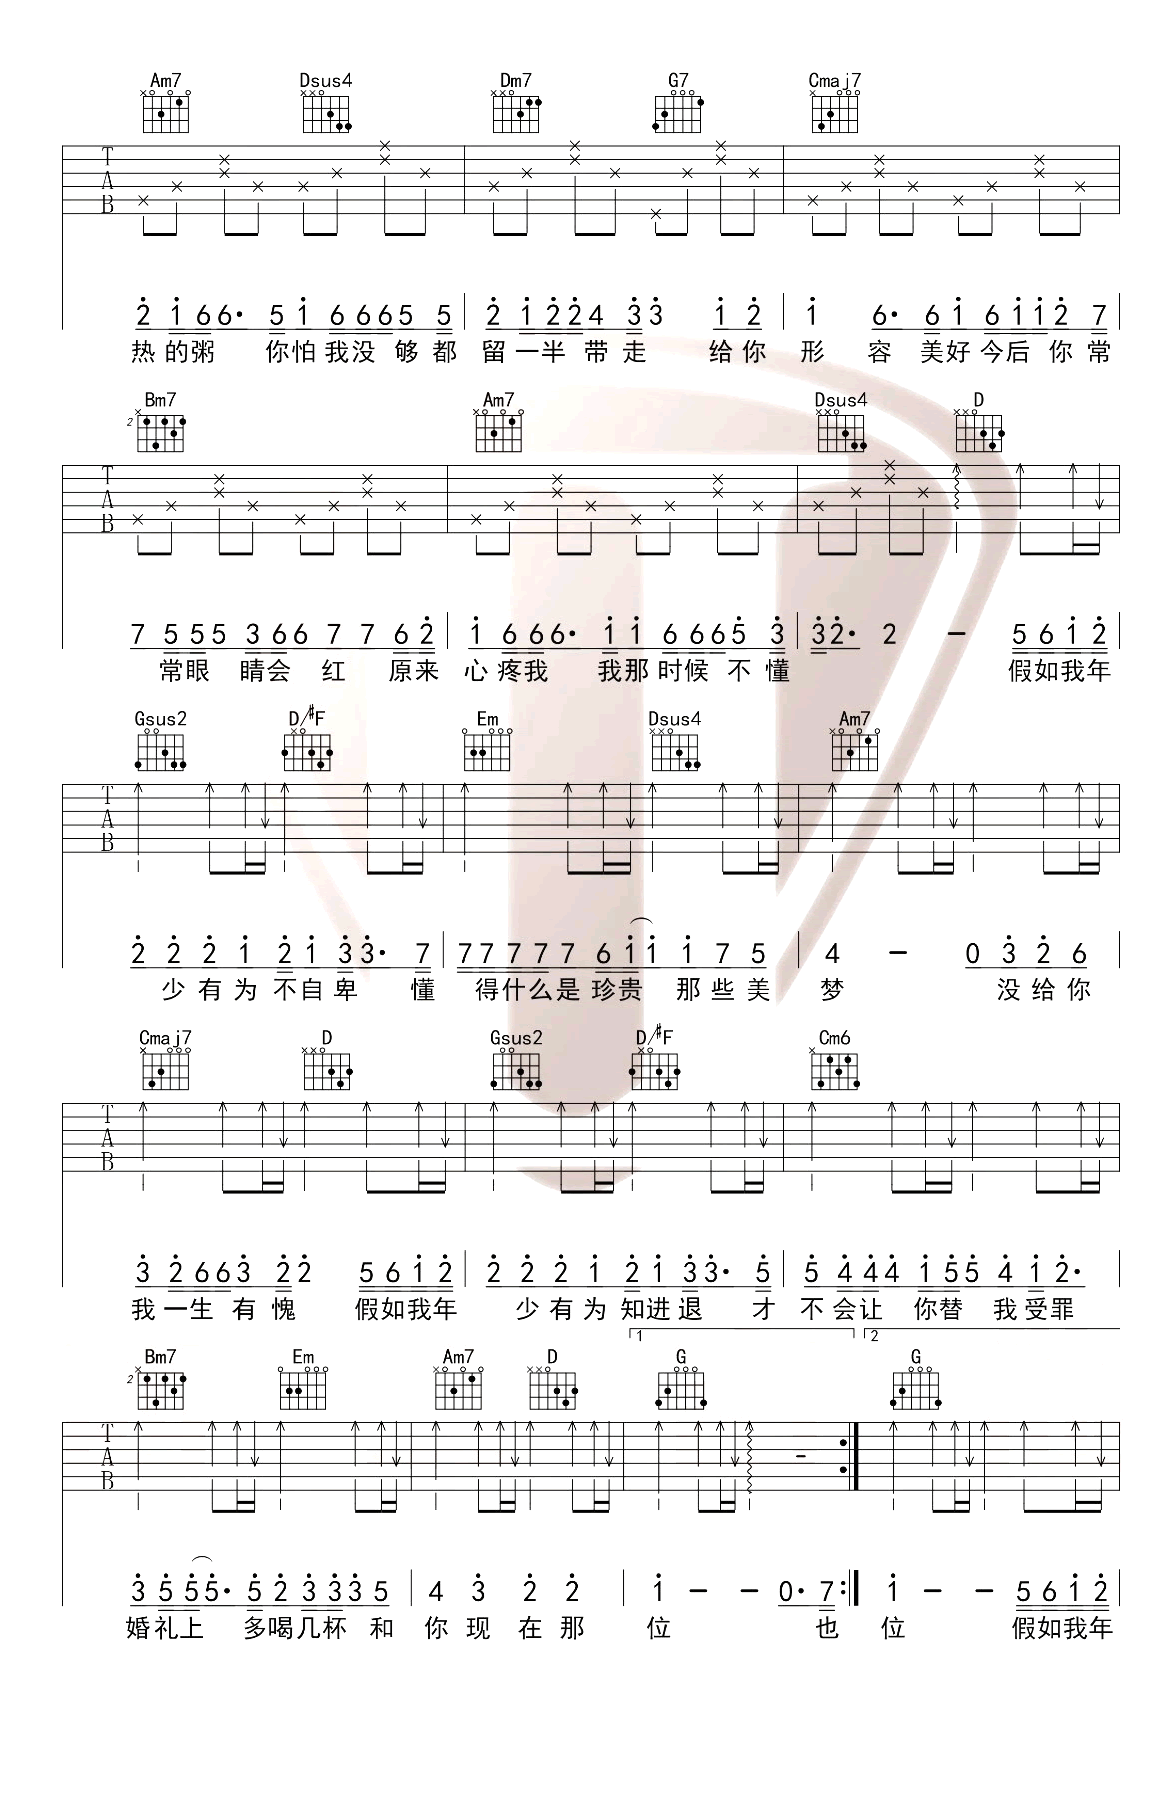 Am7 Dsus4 Dm7 G7 Cmaj7
T A B
2 1 6 6· 5 1 6 6 6 5 5 2 1 2 2 4 3 3 1 2 1 6· 6 1 6 1 1 2 7
热的粥 你怕我没够都留一半带走 给你形容美好今后你常
Bm7 Am7 Dsus4 D
2
T A B
7 5 5 5 3 6 6 7 7 6 2 1 6 6 6· 1 1 6 6 6 5 3 3 2· 2 – 5 6 1 2
常眼 睛会 红 原来心疼我 我那时候不懂 假如我年
Gsus2 D/#F Em Dsus4 Am7
T A B
2 2 2 1 2 1 3 3· 7 7 7 7 7 7 6 1 1 1 7 5 4 – 0 3 2 6
少有为不自卑 懂 得什么是珍贵 那些美梦 没给你
Cmaj7 D Gsus2 D/#F Cm6
T A B
3 2 6 6 3 2 2 5 6 1 2 2 2 2 1 2 1 3 3· 5 5 4 4 4 1 5 5 4 1 2·
我一生有愧 假如我年 少有为知进退 才不会让 你替 我受罪
1 2
Bm7 Em Am7 D G G
2
T A B
–
3 5 5 5· 5 2 3 3 3 5 4 3 2 2 1 – – 0· 7 1 – – 5 6 1 2
婚礼上 多喝几杯 和你现在那位 也位 假如我年